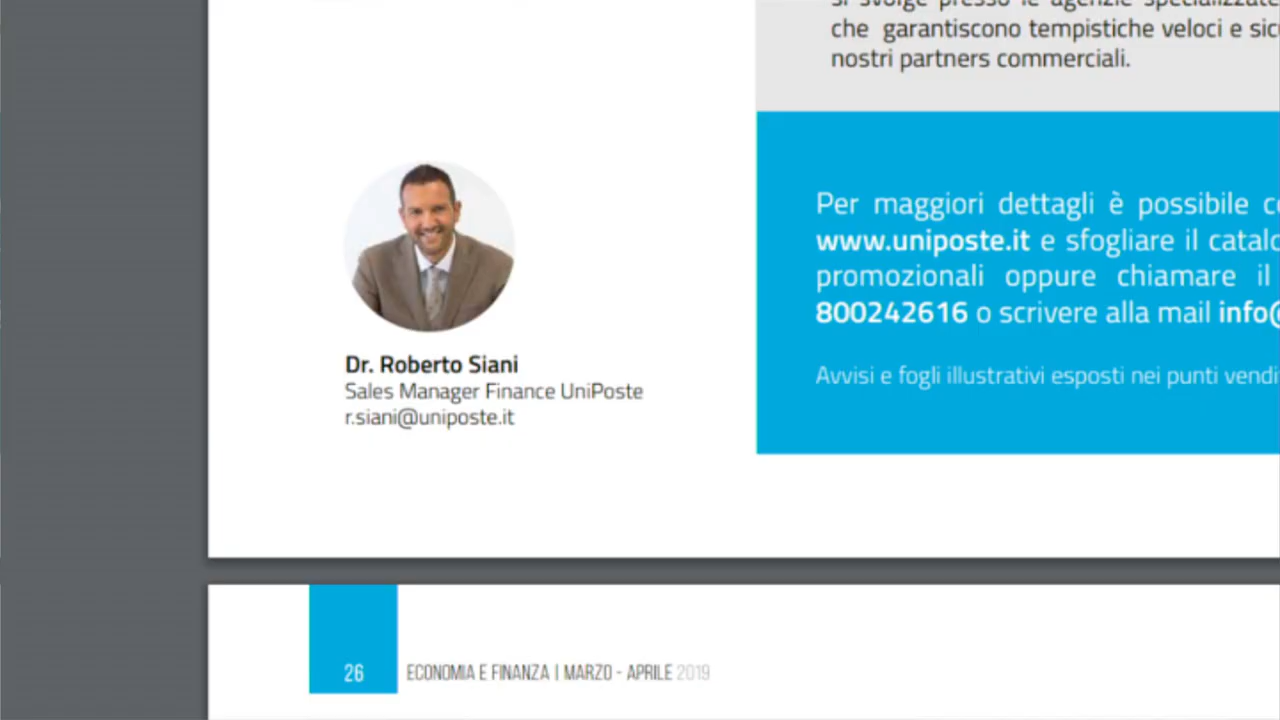 che garantiscono tempistiche veloci e
nostri partners commerciali.
Per maggiori dettagli è possibile
www.uniposte.it e sfogliare il
promozionali oppure chiamare il
800242616 o scrivere alla mail info@
Avvisi e fogli illustrativi esposti nei punti
Dr. Roberto Siani
Sales Manager Finance UniPoste
r.siani@uniposte.it
26 ECONOMIA E FINANZA | MARZO - APRILE 2019